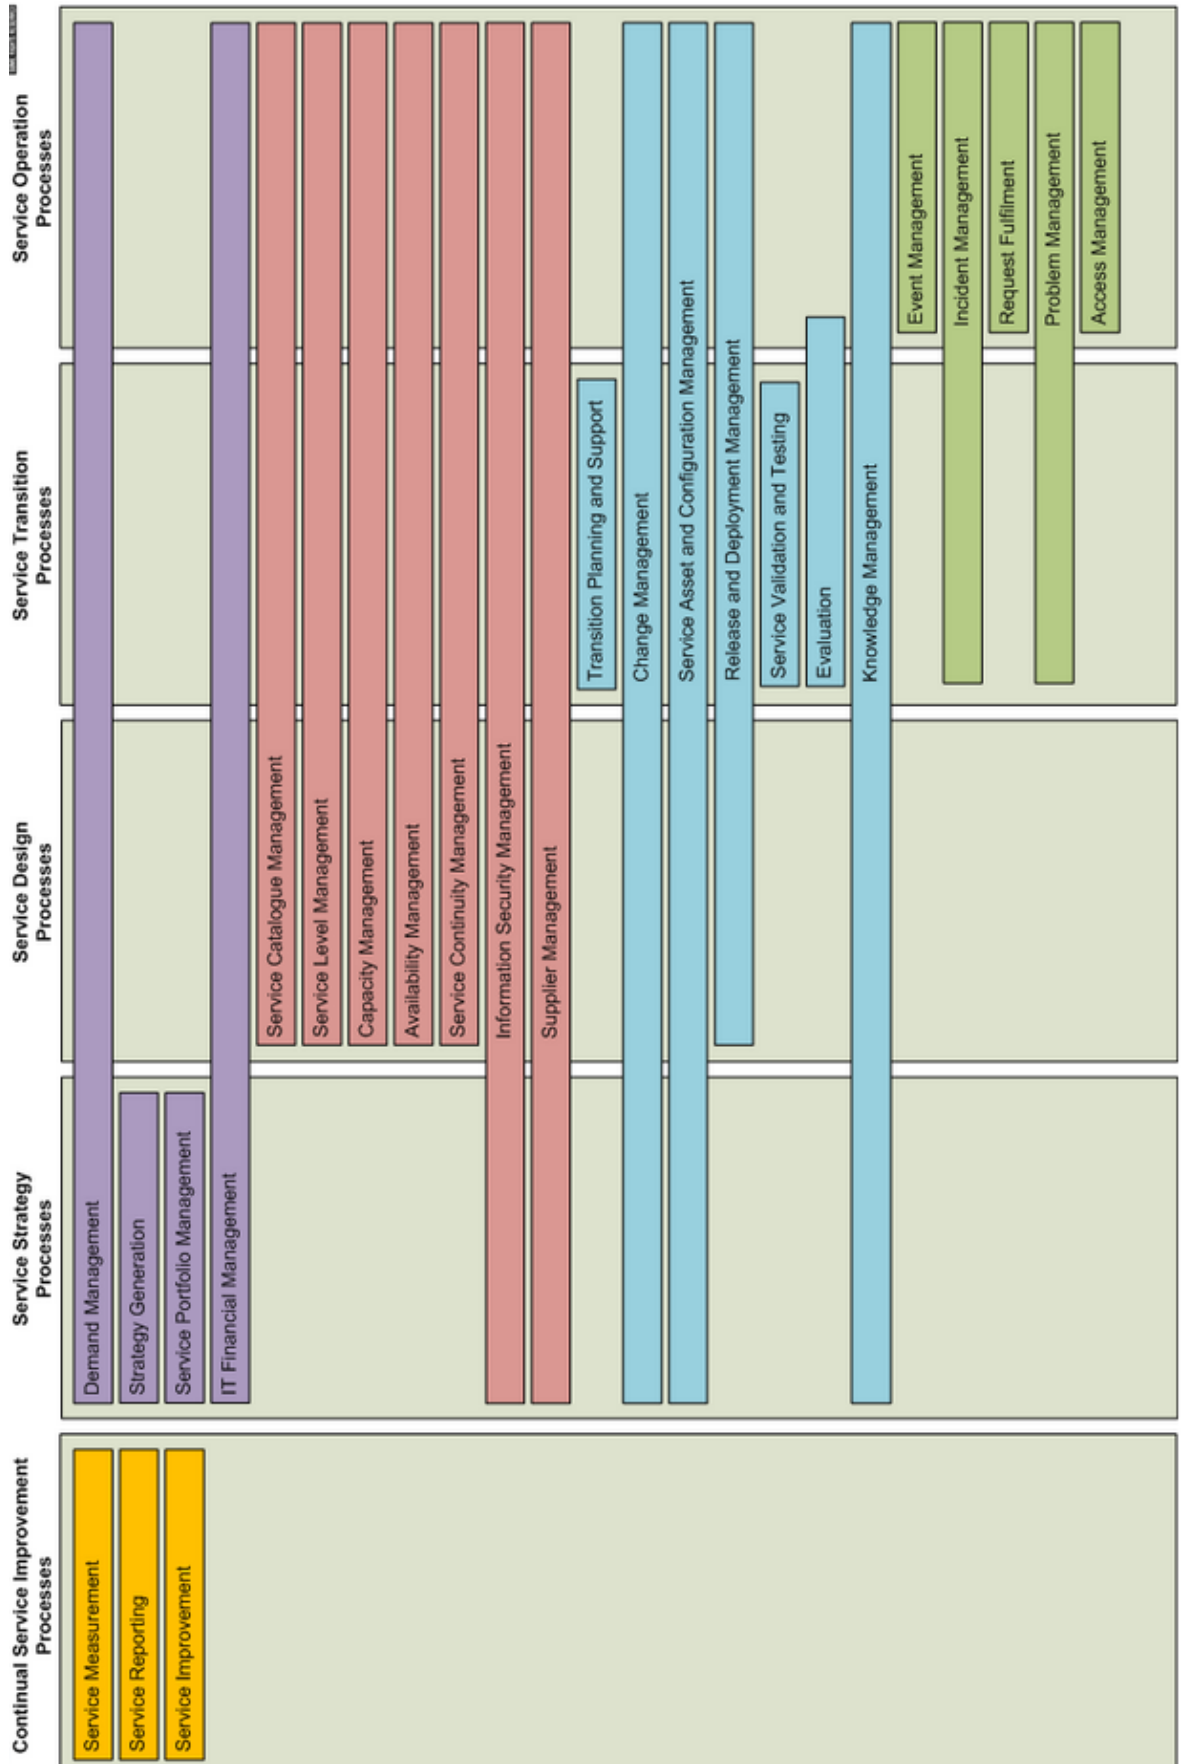 Continual Service Improvement
Processes
Service Measurement
Service Reporting
Service Improvement
Service Strategy
Processes
Demand Management
Strategy Generation
Service Portfolio Management
IT Financial Management
Service Design
Processes
Service Catalogue Management
Service Level Management
Capacity Management
Availability Management
Service Continuity Management
Information Security Management
Supplier Management
Service Transition
Processes
Transition Planning and Support
Change Management
Service Asset and Configuration Management
Release and Deployment Management
Service Validation and Testing
Evaluation
Knowledge Management
Service Operation
Processes
Event Management
Incident Management
Request Fulfilment
Problem Management
Access Management